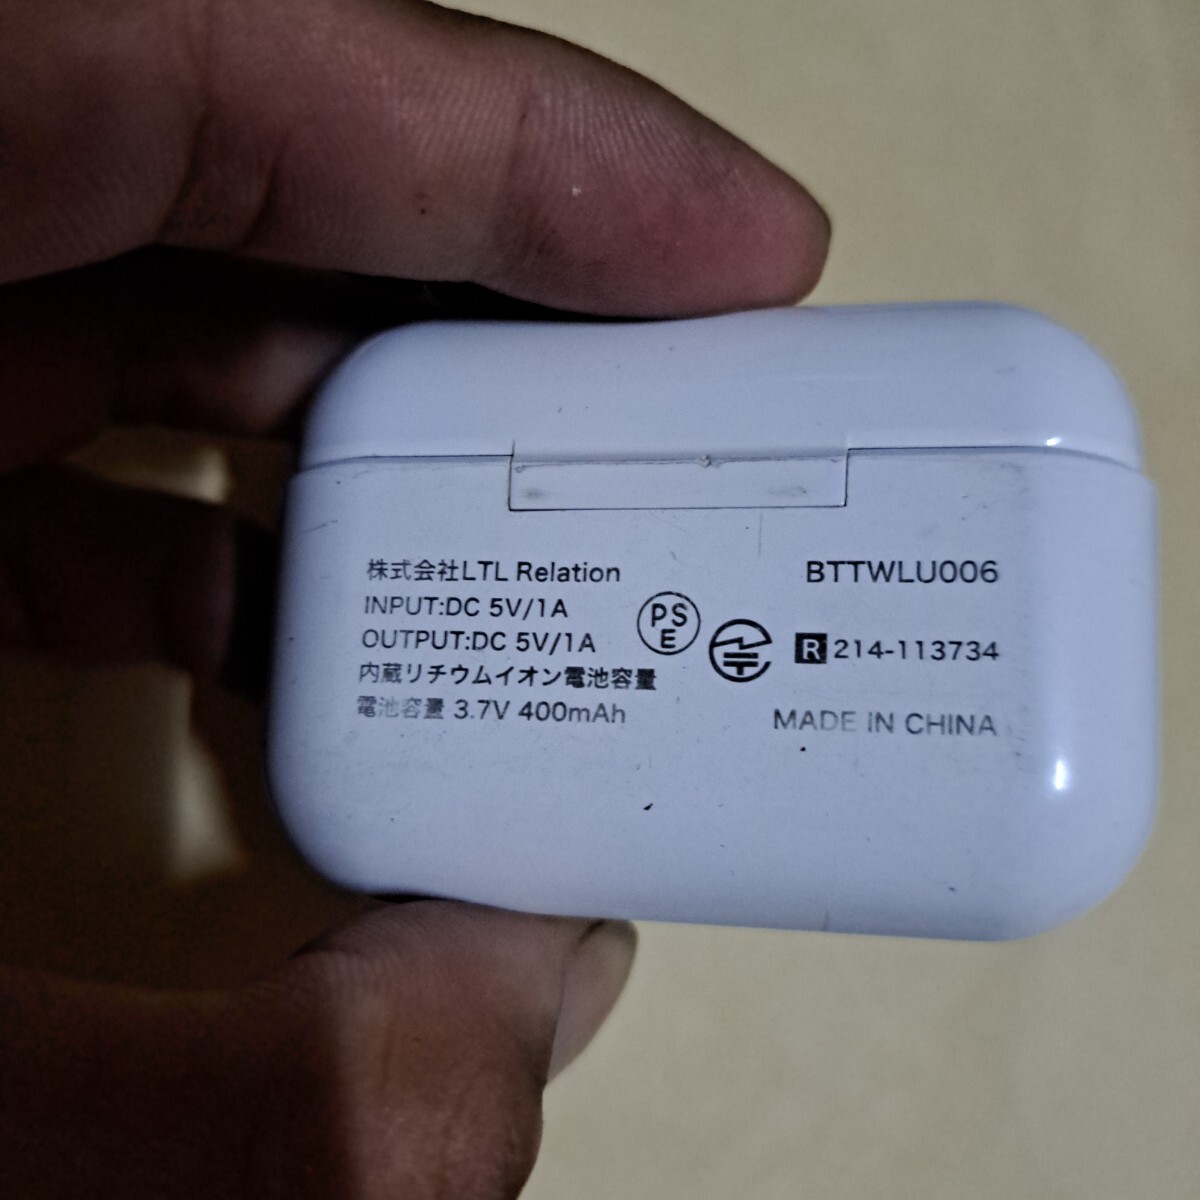 株式会社LTL Relation
INPUT:DC 5V/1A
OUTPUT:DC 5V/1A
内蔵リチウムイオン電池容量
電池容量 3.7V 400mAh
PSE
BTTWLU006
R 214-113734
MADE IN CHINA